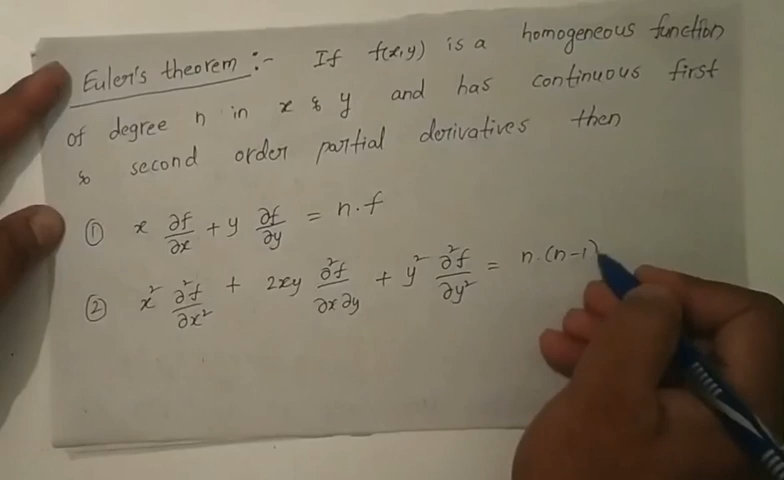 Euler's theorem :- If f(x,y) is a homogeneous function
of degree n in x & y and has continuous first
& second order partial derivatives then
① x ∂f/∂x + y ∂f/∂y = n.f
② x² ∂²f/∂x² + 2xy ∂²f/∂x∂y + y² ∂²f/∂y² = n.(n-1)